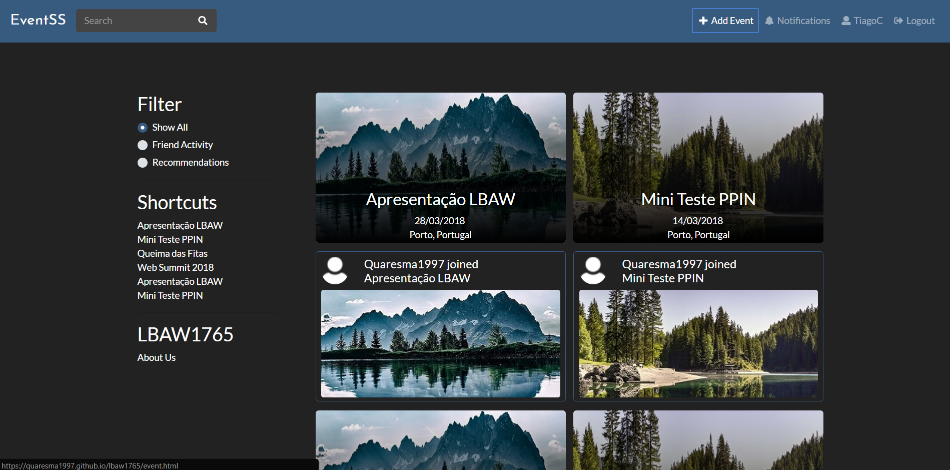 EventSS
Search
Add Event
Notifications
TiagoC
Logout
Filter
Show All
Friend Activity
Recommendations
Shortcuts
Apresentação LBAW
Mini Teste PPIN
Queima das Fitas
Web Summit 2018
Apresentação LBAW
Mini Teste PPIN
LBAW1765
About Us
Apresentação LBAW
28/03/2018
Porto, Portugal
Mini Teste PPIN
14/03/2018
Porto, Portugal
Quaresma1997 joined
Apresentação LBAW
Quaresma1997 joined
Mini Teste PPIN
https://quaresma1997.github.io/lbaw1765/event.html